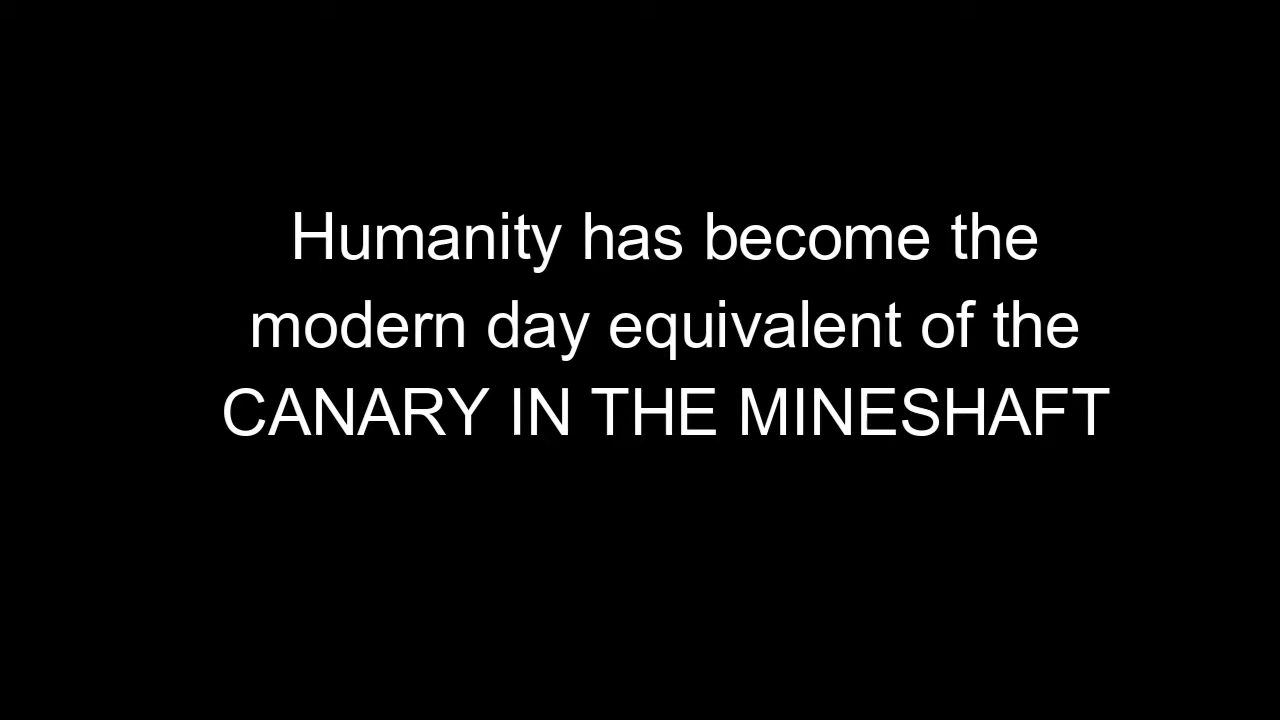 Humanity has become the
modern day equivalent of the
CANARY IN THE MINESHAFT